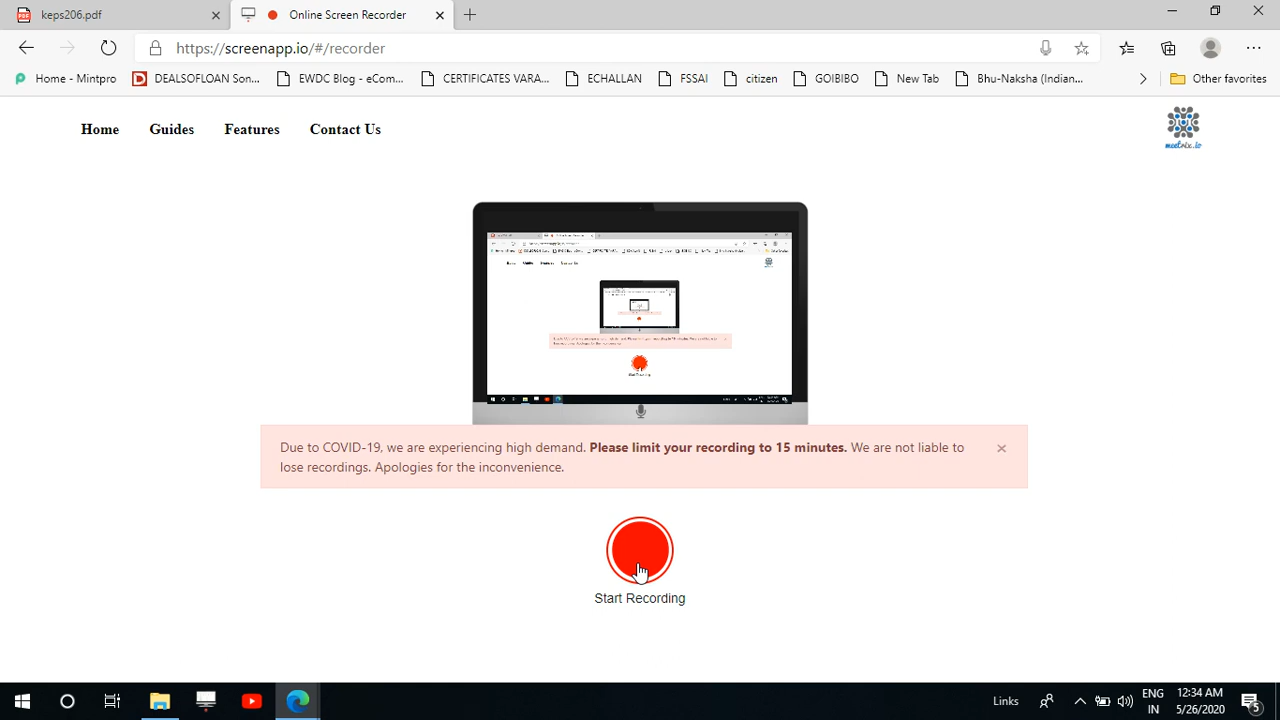 keps206.pdf
Online Screen Recorder
https://screenapp.io/#/recorder
Home - Mintpro
DEALSOFLOAN Son...
EWDC Blog - eCom...
CERTIFICATES VARA...
ECHALLAN
FSSAI
citizen
GOIBIBO
New Tab
Bhu-Naksha (Indian...
Other favorites
Home
Guides
Features
Contact Us
meetrix.io
Due to COVID-19, we are experiencing high demand. Please limit your recording to 15 minutes. We are not liable to
lose recordings. Apologies for the inconvenience.
Start Recording
Links
ENG
IN
12:34 AM
5/26/2020
5